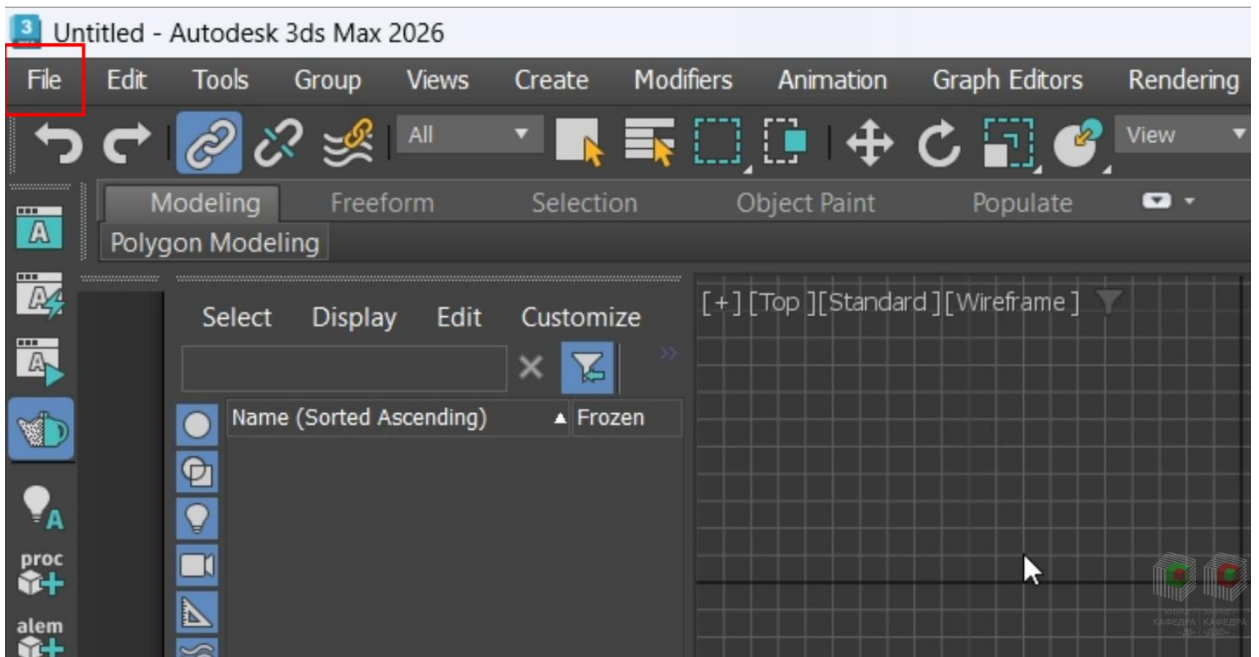 Untitled - Autodesk 3ds Max 2026
File Edit Tools Group Views Create Modifiers Animation Graph Editors Rendering
All View
Modeling Freeform Selection Object Paint Populate
Polygon Modeling
[+] [Top ][Standard ][Wireframe ]
Select Display Edit Customize
Name (Sorted Ascending) Frozen
proc
alem
КАФЕДРА КАФЕДРА